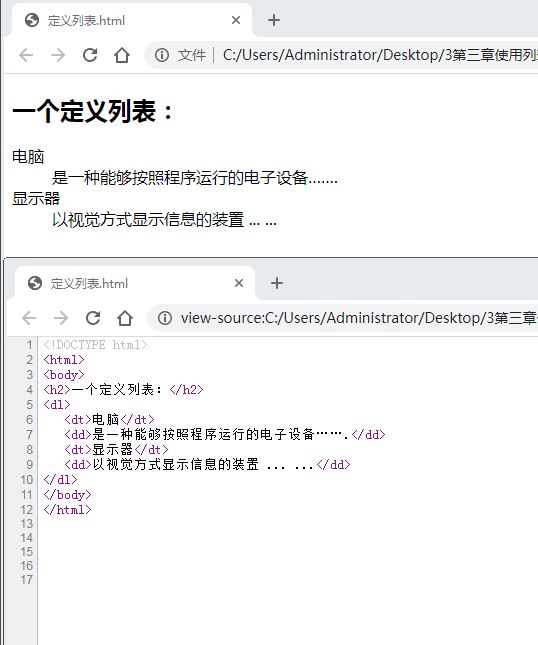 定义列表.html
文件 C:/Users/Administrator/Desktop/3第三章使用列
一个定义列表：
电脑
是一种能够按照程序运行的电子设备.......
显示器
以视觉方式显示信息的装置 ... ...
定义列表.html
view-source:C:/Users/Administrator/Desktop/3第三章
1 <!DOCTYPE html>
2 <html>
3 <body>
4 <h2>一个定义列表：</h2>
5 <dl>
6 <dt>电脑</dt>
7 <dd>是一种能够按照程序运行的电子设备…….</dd>
8 <dt>显示器</dt>
9 <dd>以视觉方式显示信息的装置 ... ...</dd>
10 </dl>
11 </body>
12 </html>
13
14
15
16
17